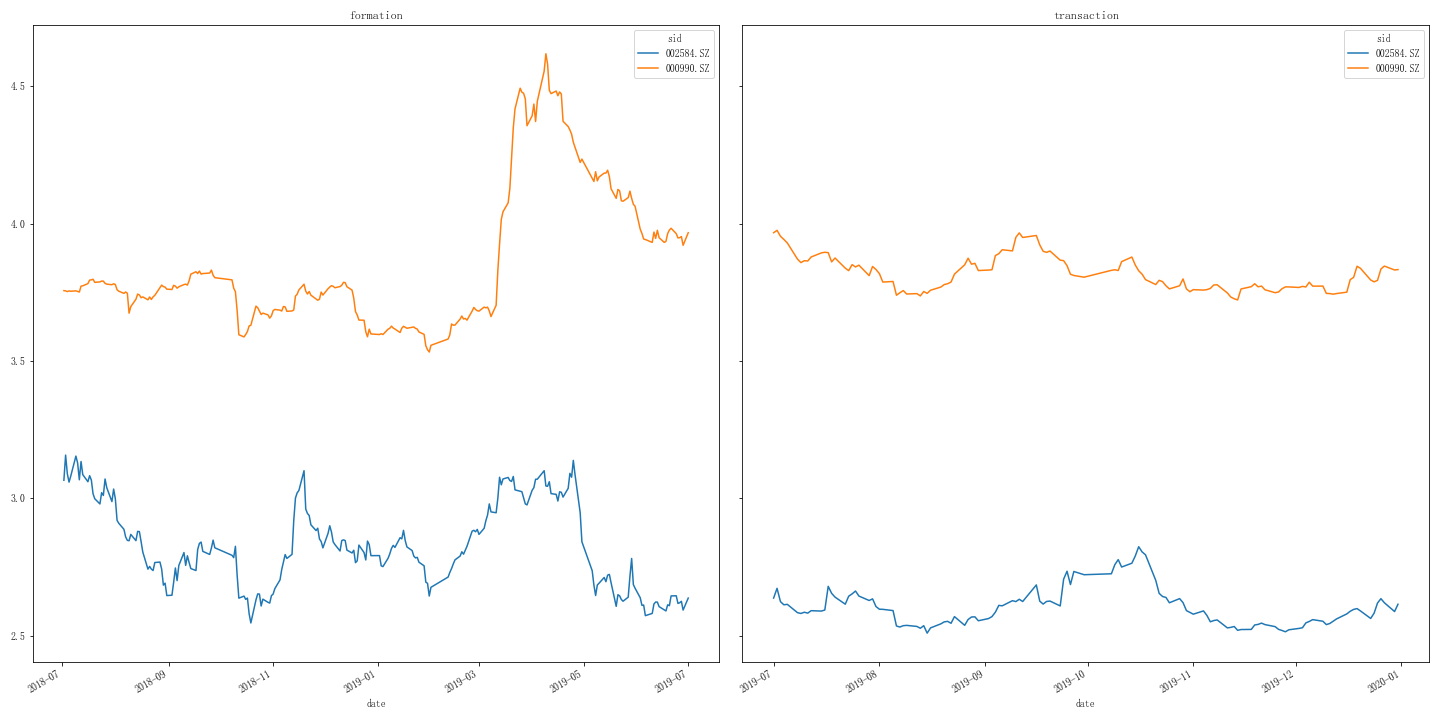 formation
sid
002584.SZ
000990.SZ
4.5
4.0
3.5
3.0
2.5
2018-07
2018-09
2018-11
2019-01
2019-03
2019-05
2019-07
date
transaction
sid
002584.SZ
000990.SZ
2019-07
2019-08
2019-09
2019-10
2019-11
2019-12
2020-01
date